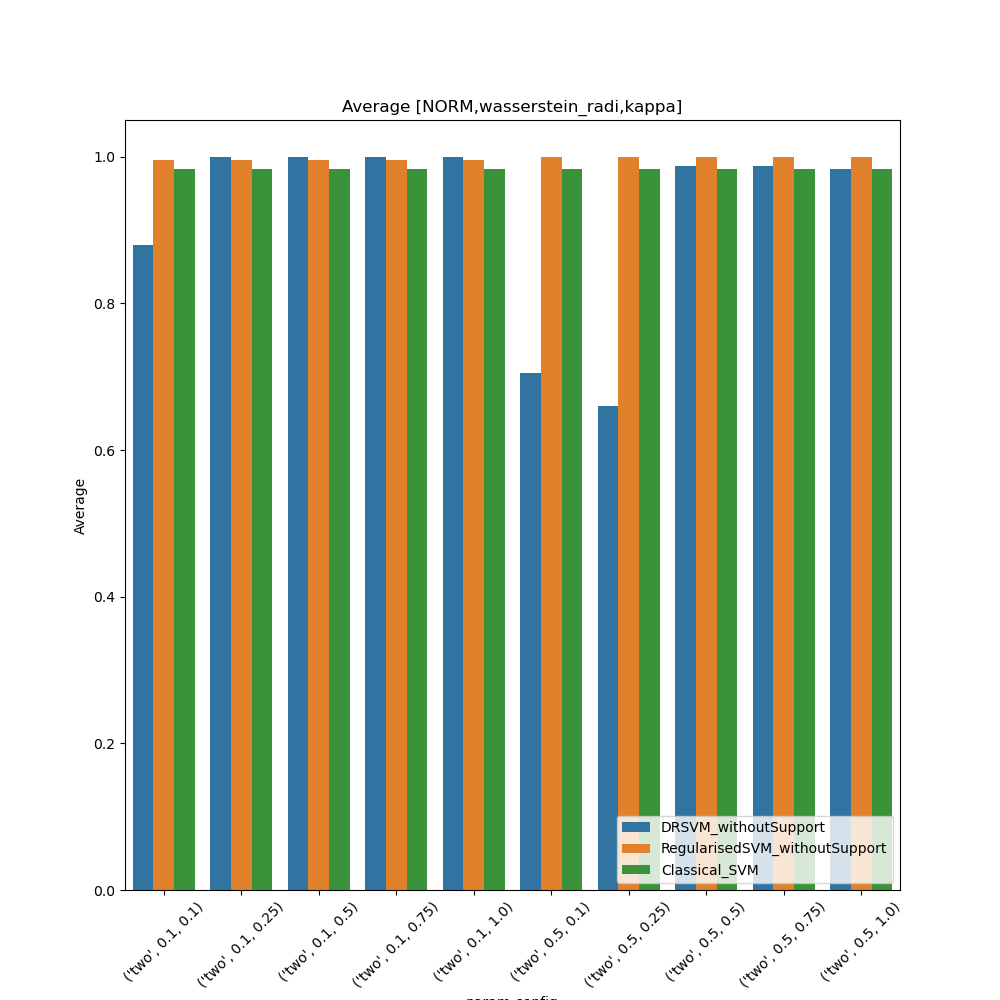 Average [NORM,wasserstein_radi,kappa]
1.0
0.8
0.6
0.4
0.2
0.0
Average
DRSVM_withoutSupport
RegularisedSVM_withoutSupport
Classical_SVM
('two', 0.1, 0.1)
('two', 0.1, 0.25)
('two', 0.1, 0.5)
('two', 0.1, 0.75)
('two', 0.1, 1.0)
('two', 0.5, 0.1)
('two', 0.5, 0.25)
('two', 0.5, 0.5)
('two', 0.5, 0.75)
('two', 0.5, 1.0)